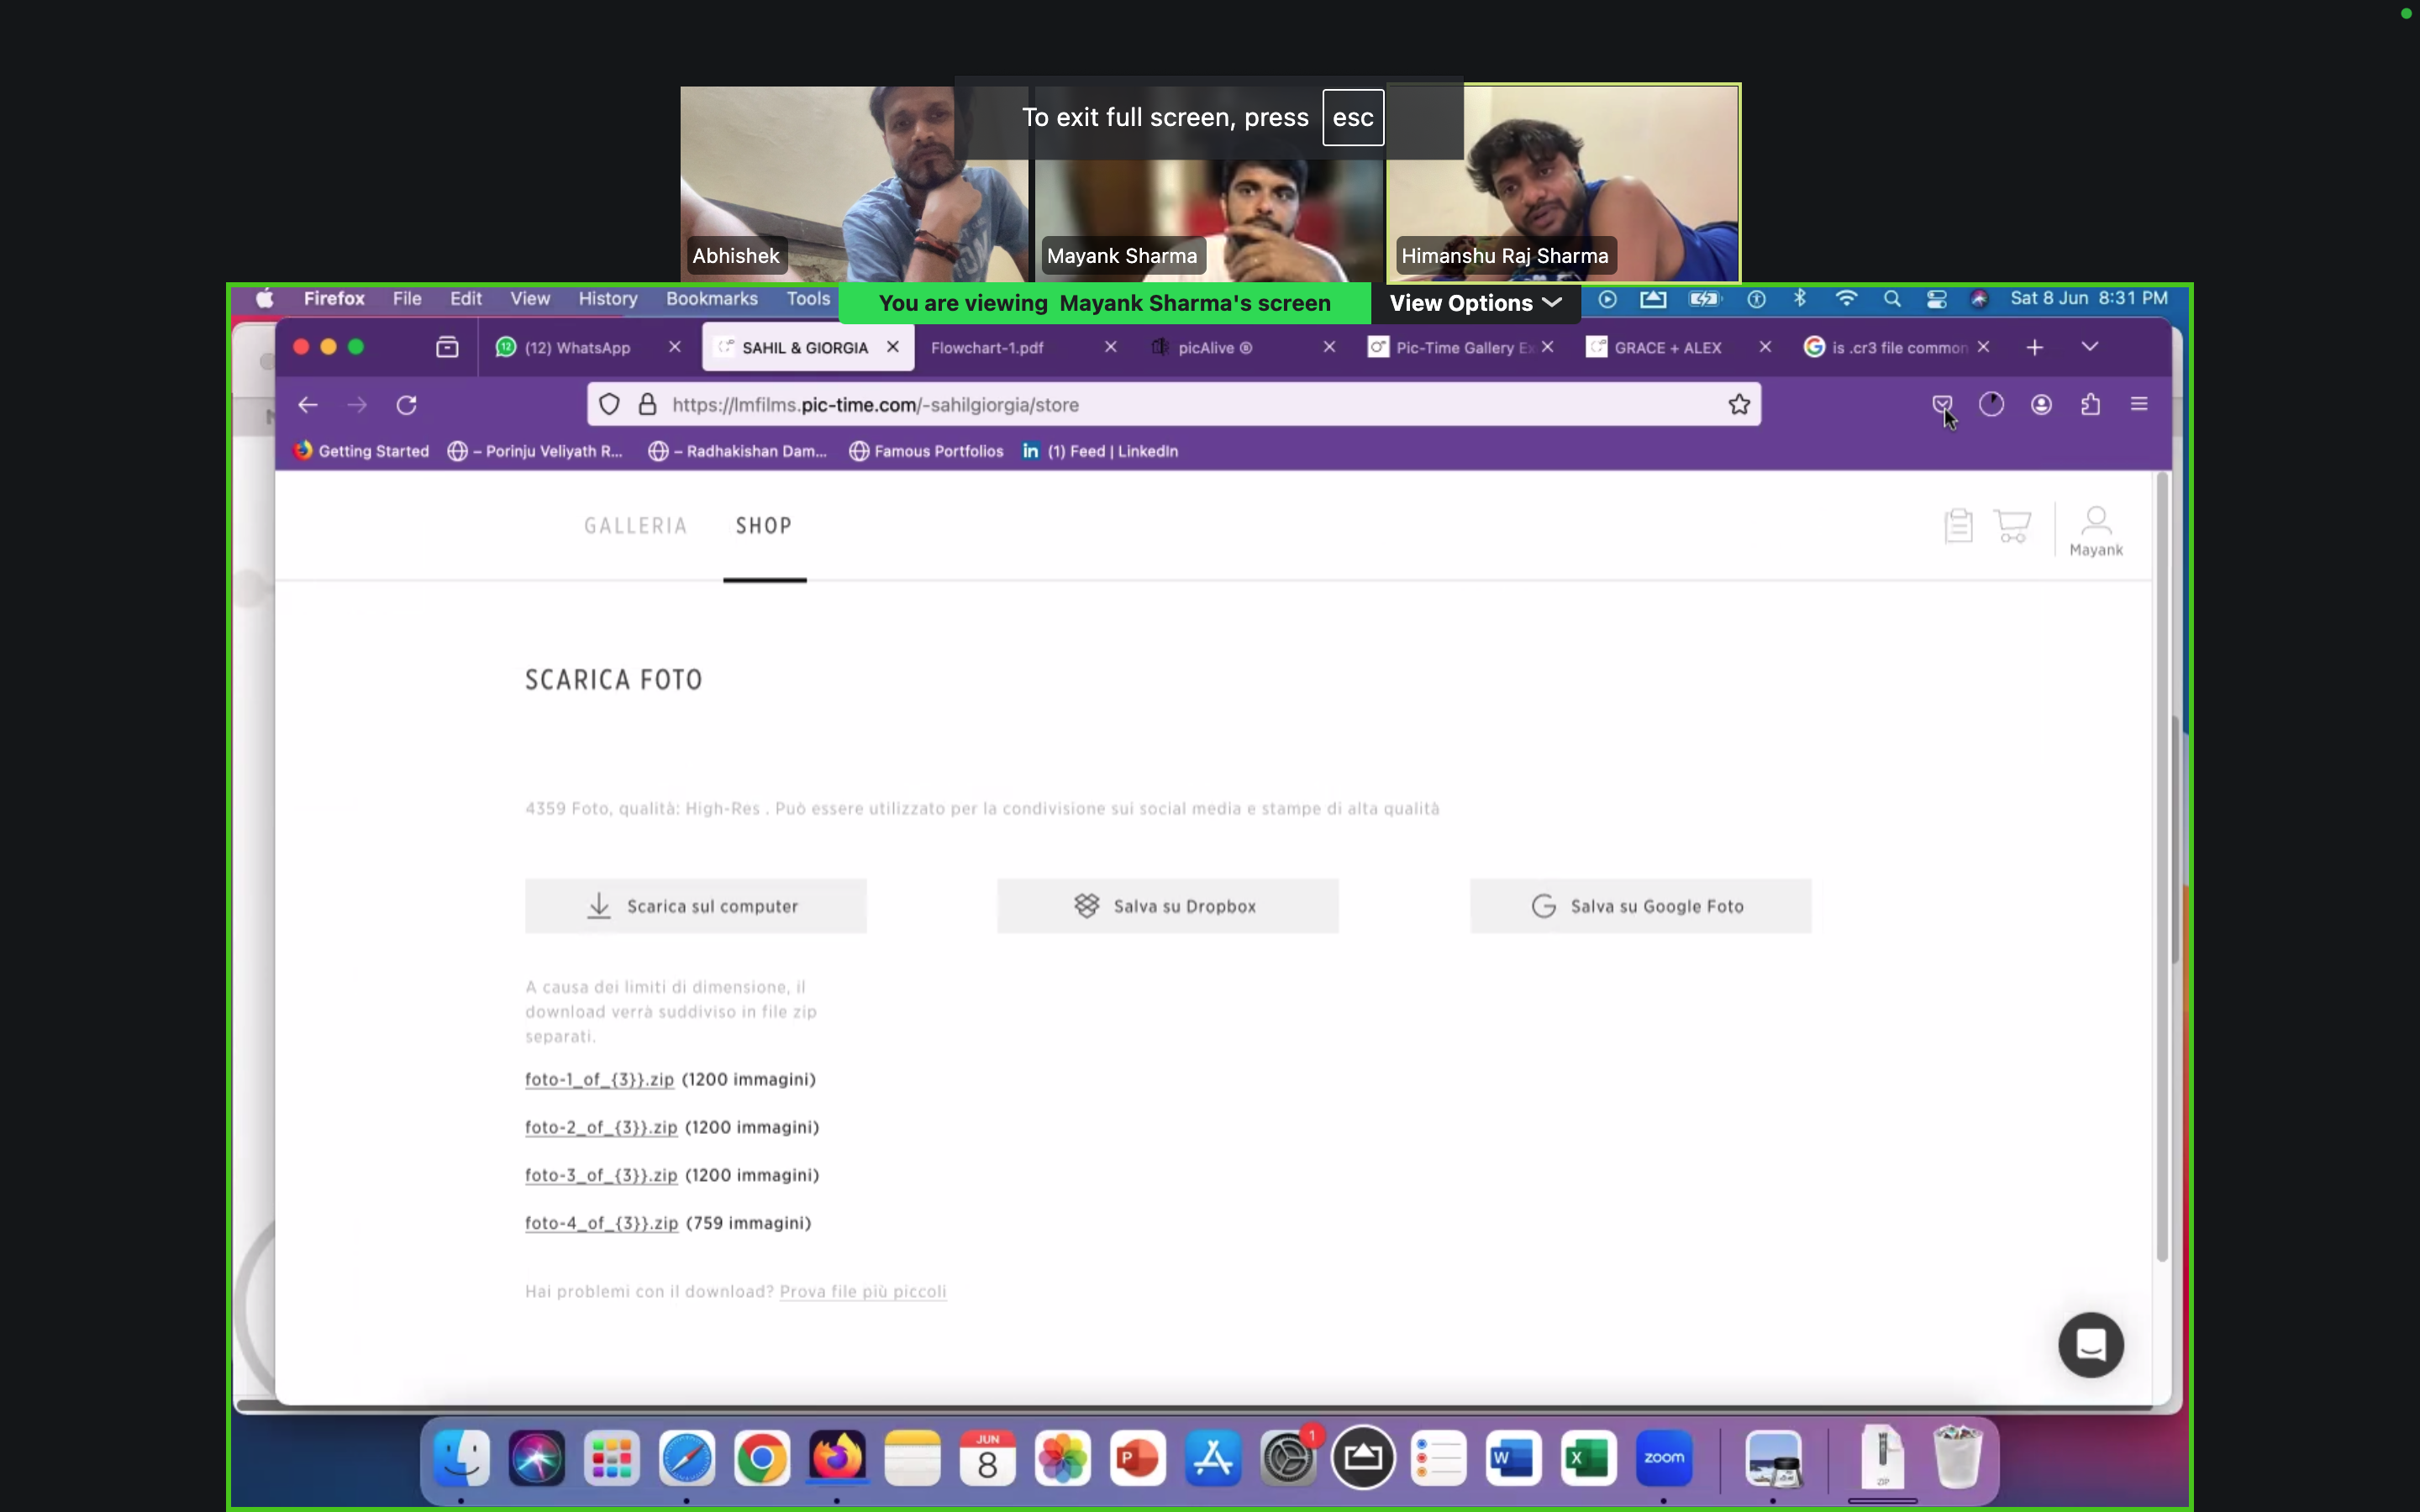 To exit full screen, press esc
Abhishek
Mayank Sharma
Himanshu Raj Sharma
Firefox File Edit View History Bookmarks Tools
You are viewing Mayank Sharma's screen
View Options
Sat 8 Jun 8:31 PM
(12) WhatsApp
SAHIL & GIORGIA
Flowchart-1.pdf
picAlive ®
Pic-Time Gallery Ex
GRACE + ALEX
is .cr3 file common
https://lmfilms.pic-time.com/-sahilgiorgia/store
Getting Started
– Porinju Veliyath R...
– Radhakishan Dam...
Famous Portfolios
in (1) Feed | LinkedIn
GALLERIA SHOP
Mayank
SCARICA FOTO
4359 Foto, qualità: High-Res . Può essere utilizzato per la condivisione sui social media e stampe di alta qualità
Scarica sul computer
Salva su Dropbox
Salva su Google Foto
A causa dei limiti di dimensione, il
download verrà suddiviso in file zip
separati.
foto-1_of_{3}}.zip (1200 immagini)
foto-2_of_{3}}.zip (1200 immagini)
foto-3_of_{3}}.zip (1200 immagini)
foto-4_of_{3}}.zip (759 immagini)
Hai problemi con il download? Prova file più piccoli
JUN
8
P
1
W
X
zoom
ZIP